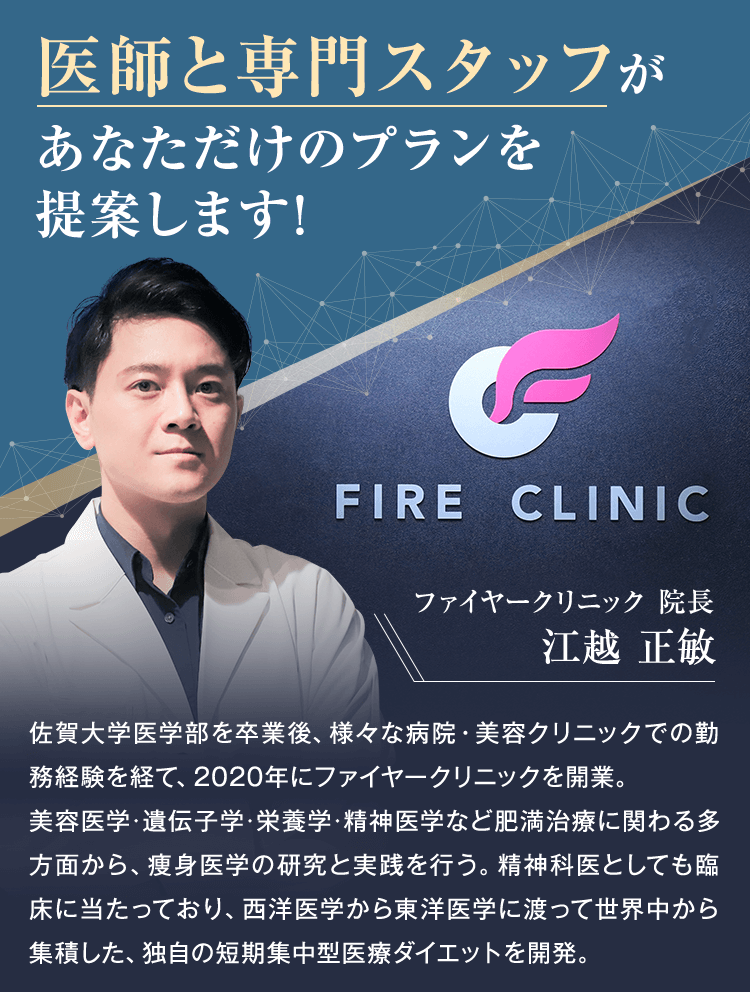 医師と専門スタッフが
あなただけのプランを
提案します!
FIRE CLINIC
ファイヤークリニック 院長
江越 正敏
佐賀大学医学部を卒業後、様々な病院・美容クリニックでの勤
務経験を経て、2020年にファイヤークリニックを開業。
美容医学・遺伝子学・栄養学・精神医学など肥満治療に関わる多
方面から、痩身医学の研究と実践を行う。精神科医としても臨
床に当たっており、西洋医学から東洋医学に渡って世界中から
集積した、独自の短期集中型医療ダイエットを開発。